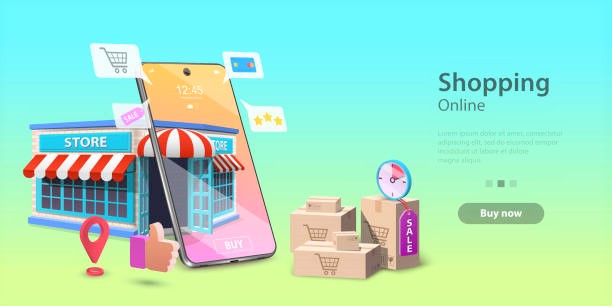 12:45
SALE
STORE
STORE
BUY
SALE
Shopping
Online
Lorem ipsum dolor sit amet, consectetur
adipiscing elit, sed do eiusmod tempor
incididunt ut labore et dolore
magna aliqua.
Buy now